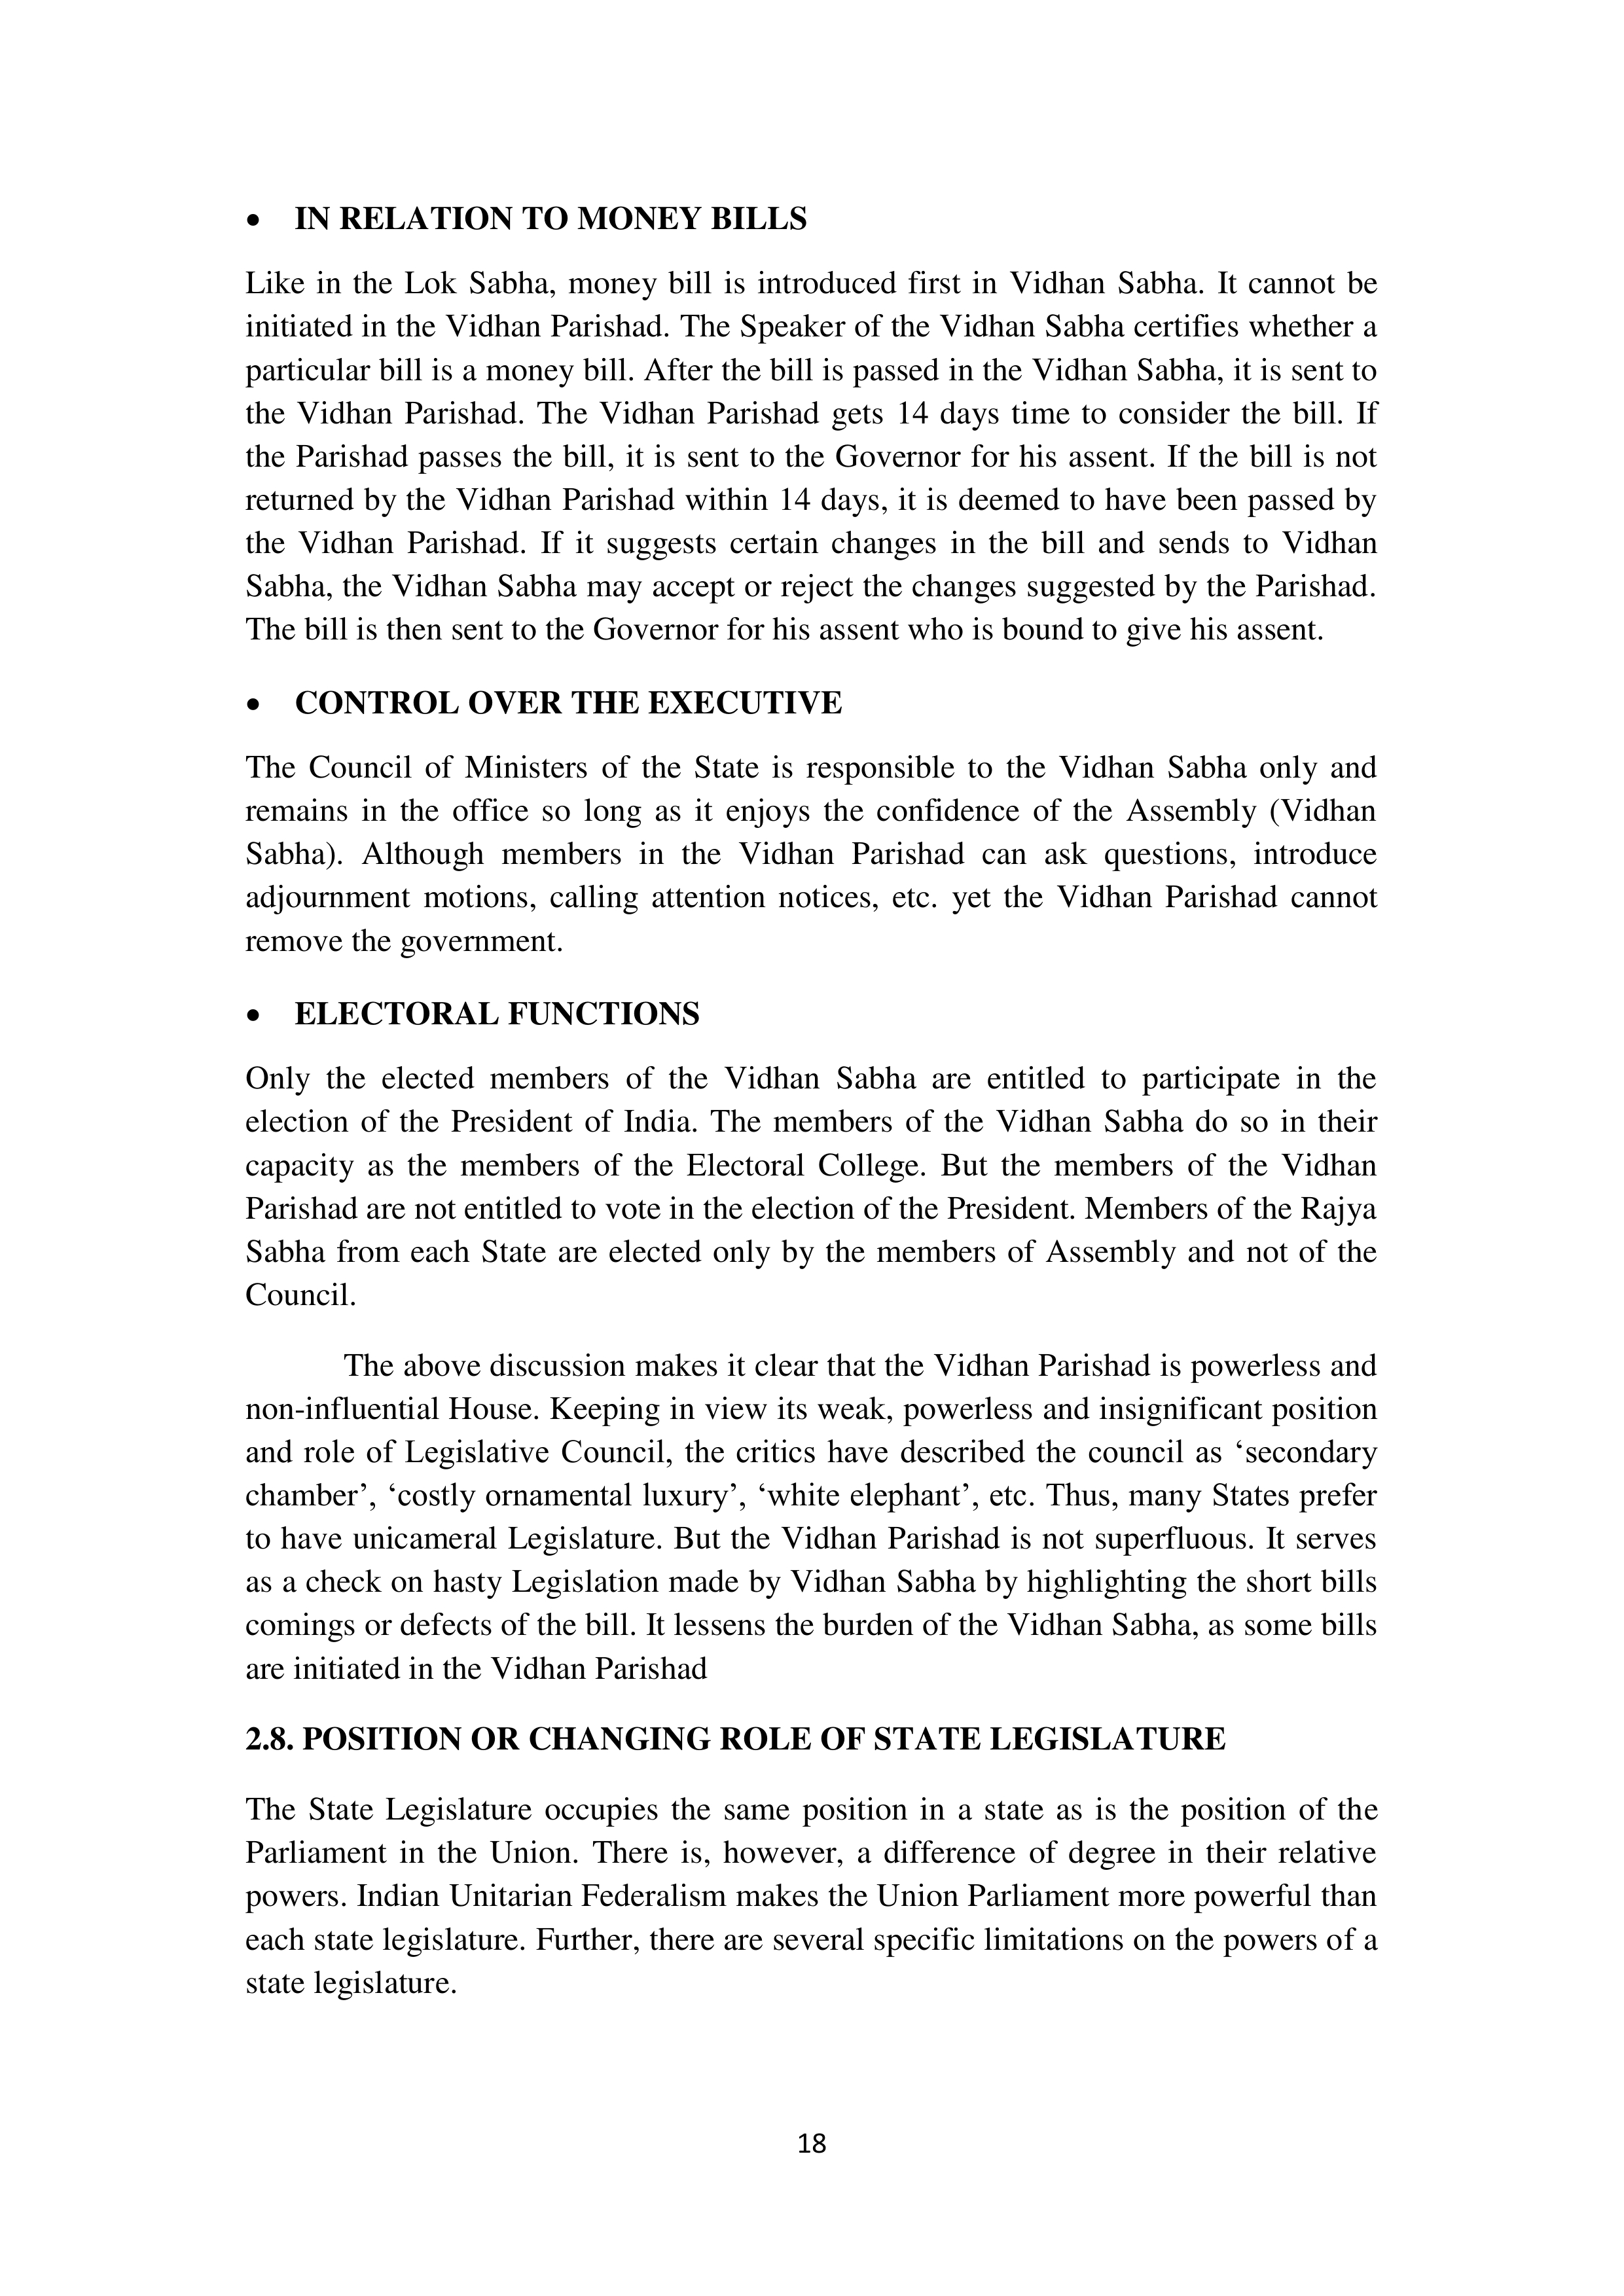 • IN RELATION TO MONEY BILLS
Like in the Lok Sabha, money bill is introduced first in Vidhan Sabha. It cannot be
initiated in the Vidhan Parishad. The Speaker of the Vidhan Sabha certifies whether a
particular bill is a money bill. After the bill is passed in the Vidhan Sabha, it is sent to
the Vidhan Parishad. The Vidhan Parishad gets 14 days time to consider the bill. If
the Parishad passes the bill, it is sent to the Governor for his assent. If the bill is not
returned by the Vidhan Parishad within 14 days, it is deemed to have been passed by
the Vidhan Parishad. If it suggests certain changes in the bill and sends to Vidhan
Sabha, the Vidhan Sabha may accept or reject the changes suggested by the Parishad.
The bill is then sent to the Governor for his assent who is bound to give his assent.
• CONTROL OVER THE EXECUTIVE
The Council of Ministers of the State is responsible to the Vidhan Sabha only and
remains in the office so long as it enjoys the confidence of the Assembly (Vidhan
Sabha). Although members in the Vidhan Parishad can ask questions, introduce
adjournment motions, calling attention notices, etc. yet the Vidhan Parishad cannot
remove the government.
• ELECTORAL FUNCTIONS
Only the elected members of the Vidhan Sabha are entitled to participate in the
election of the President of India. The members of the Vidhan Sabha do so in their
capacity as the members of the Electoral College. But the members of the Vidhan
Parishad are not entitled to vote in the election of the President. Members of the Rajya
Sabha from each State are elected only by the members of Assembly and not of the
Council.
The above discussion makes it clear that the Vidhan Parishad is powerless and
non-influential House. Keeping in view its weak, powerless and insignificant position
and role of Legislative Council, the critics have described the council as ‘secondary
chamber’, ‘costly ornamental luxury’, ‘white elephant’, etc. Thus, many States prefer
to have unicameral Legislature. But the Vidhan Parishad is not superfluous. It serves
as a check on hasty Legislation made by Vidhan Sabha by highlighting the short bills
comings or defects of the bill. It lessens the burden of the Vidhan Sabha, as some bills
are initiated in the Vidhan Parishad
2.8. POSITION OR CHANGING ROLE OF STATE LEGISLATURE
The State Legislature occupies the same position in a state as is the position of the
Parliament in the Union. There is, however, a difference of degree in their relative
powers. Indian Unitarian Federalism makes the Union Parliament more powerful than
each state legislature. Further, there are several specific limitations on the powers of a
state legislature.
18